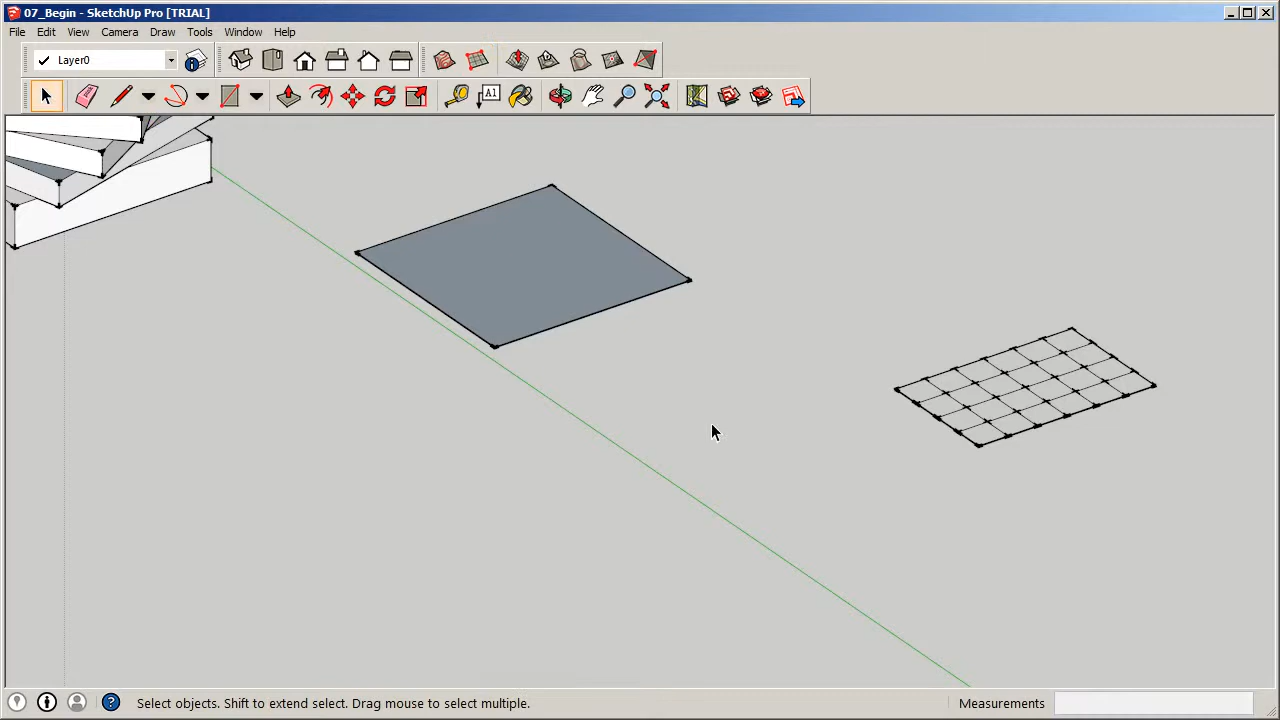 07_Begin - SketchUp Pro [TRIAL]
File Edit View Camera Draw Tools Window Help
Layer0
A1
Select objects. Shift to extend select. Drag mouse to select multiple. Measurements